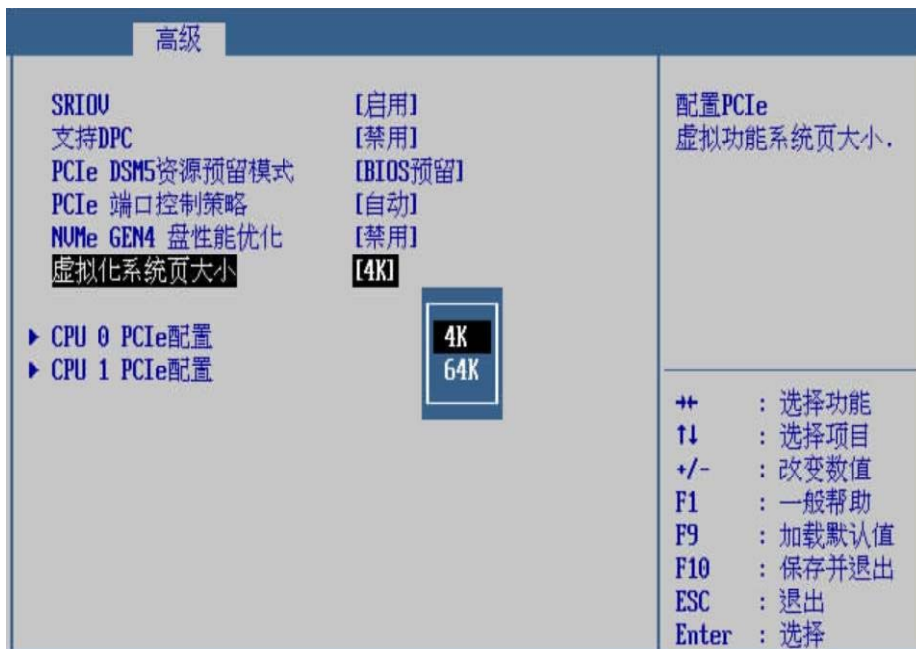 高级
SRIOV [启用]
支持DPC [禁用]
PCIe DSM5资源预留模式 [BIOS预留]
PCIe 端口控制策略 [自动]
NVMe GEN4 盘性能优化 [禁用]
虚拟化系统页大小 [4K]
4K
64K
▶ CPU 0 PCIe配置
▶ CPU 1 PCIe配置
配置PCIe
虚拟功能系统页大小.
→← : 选择功能
↑↓ : 选择项目
+/- : 改变数值
F1 : 一般帮助
F9 : 加载默认值
F10 : 保存并退出
ESC : 退出
Enter : 选择